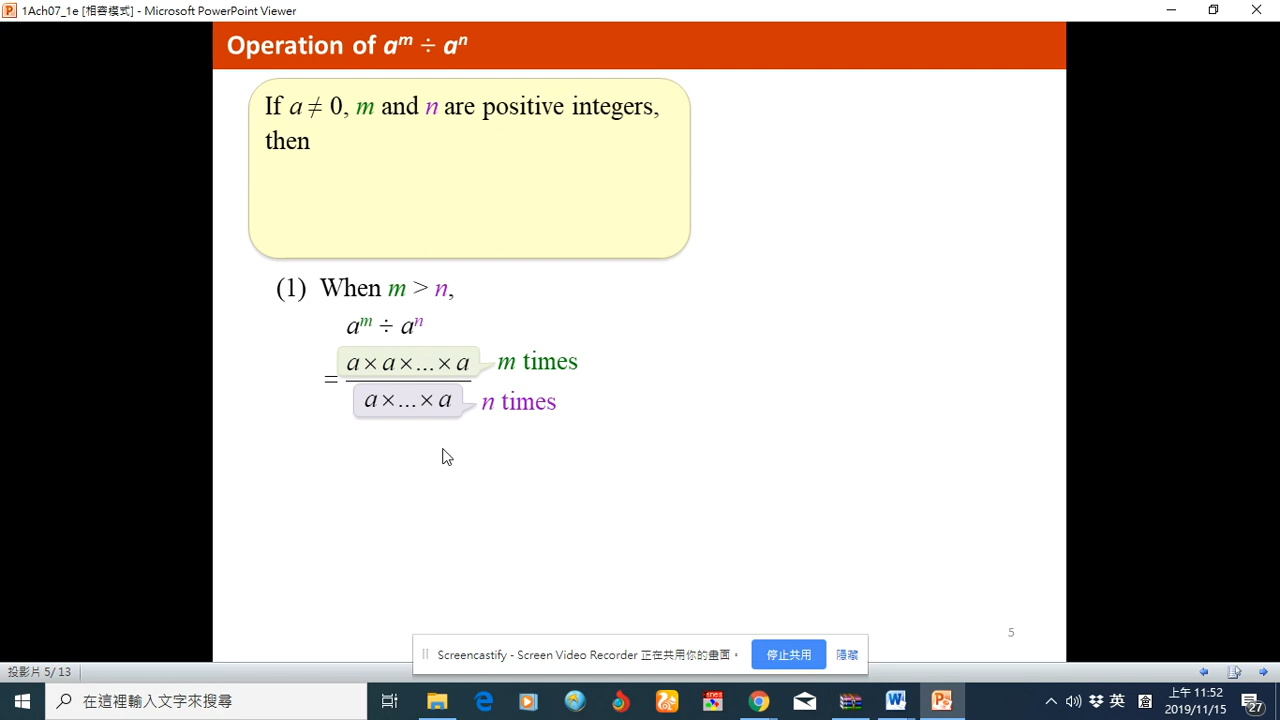 1Ach07_1e [相容模式] - Microsoft PowerPoint Viewer
Operation of aᵐ ÷ aⁿ
If a ≠ 0, m and n are positive integers,
then
(1) When m > n,
aᵐ ÷ aⁿ
= a × a × ... × a m times
a × ... × a n times
5
Screencastify - Screen Video Recorder 正在共用你的畫面。 停止共用 隱藏
投影片 5/13
在這裡輸入文字來搜尋
snes
W
英
倉
上午 11:52
2019/11/15
27